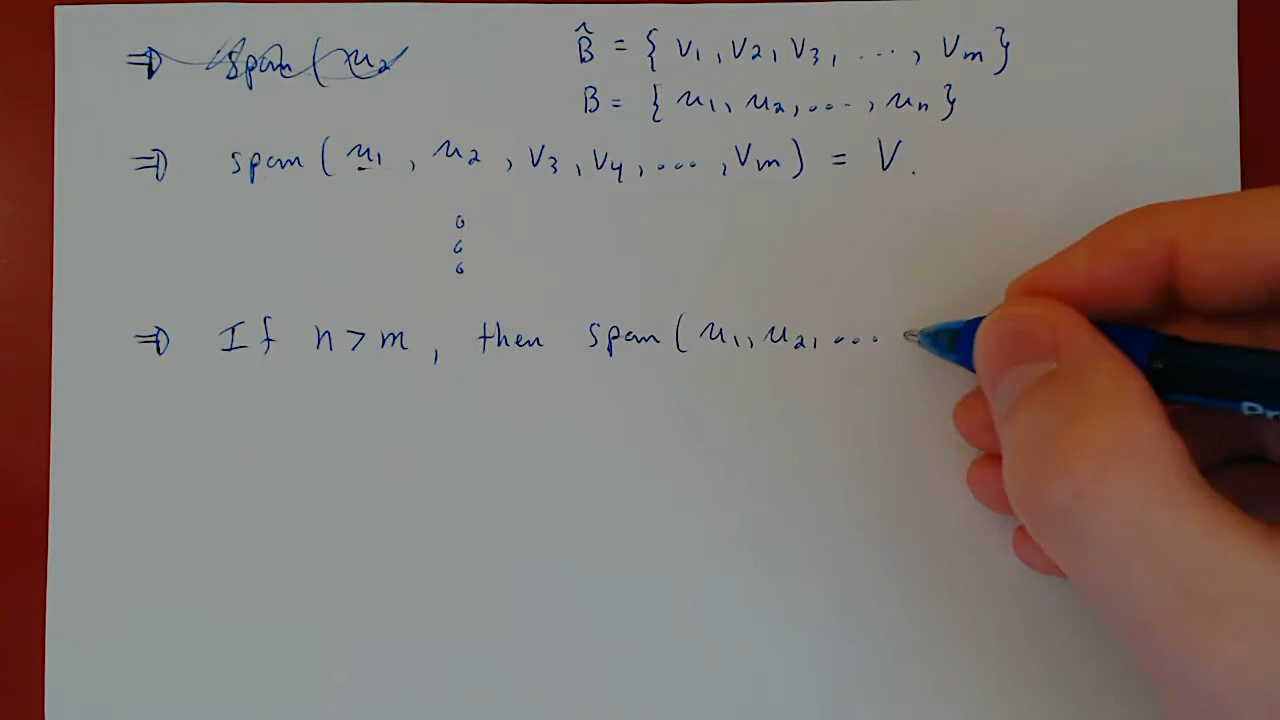 ⇒ span(u₂
B̂ = { v₁, v₂, v₃, ..., vₘ }
B = { u₁, u₂, ..., uₙ }
⇒ span( u₁, u₂, v₃, v₄, ..., vₘ ) = V.
⋮
⇒ If n > m, then span( u₁, u₂, ...